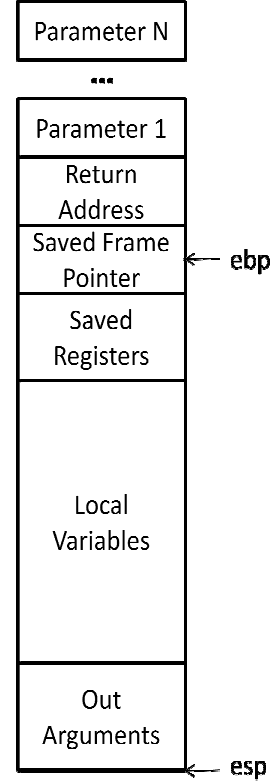 Parameter N
...
Parameter 1
Return
Address
Saved Frame
Pointer
ebp
Saved
Registers
Local
Variables
Out
Arguments
esp